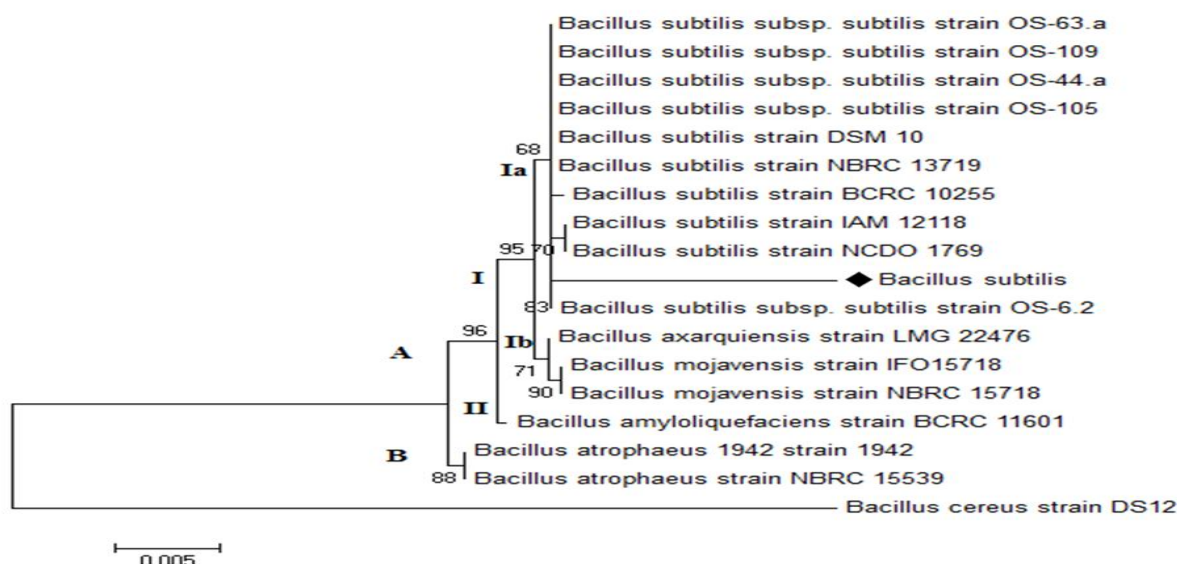 Bacillus subtilis subsp. subtilis strain OS-63.a
Bacillus subtilis subsp. subtilis strain OS-109
Bacillus subtilis subsp. subtilis strain OS-44.a
Bacillus subtilis subsp. subtilis strain OS-105
Bacillus subtilis strain DSM 10
68
Bacillus subtilis strain NBRC 13719
Ia
Bacillus subtilis strain BCRC 10255
Bacillus subtilis strain IAM 12118
95 70
Bacillus subtilis strain NCDO 1769
I
Bacillus subtilis
83
Bacillus subtilis subsp. subtilis strain OS-6.2
96
Ib
Bacillus axarquiensis strain LMG 22476
A
71
Bacillus mojavensis strain IFO15718
90
Bacillus mojavensis strain NBRC 15718
II
Bacillus amyloliquefaciens strain BCRC 11601
B
Bacillus atrophaeus 1942 strain 1942
88
Bacillus atrophaeus strain NBRC 15539
Bacillus cereus strain DS12
0.005